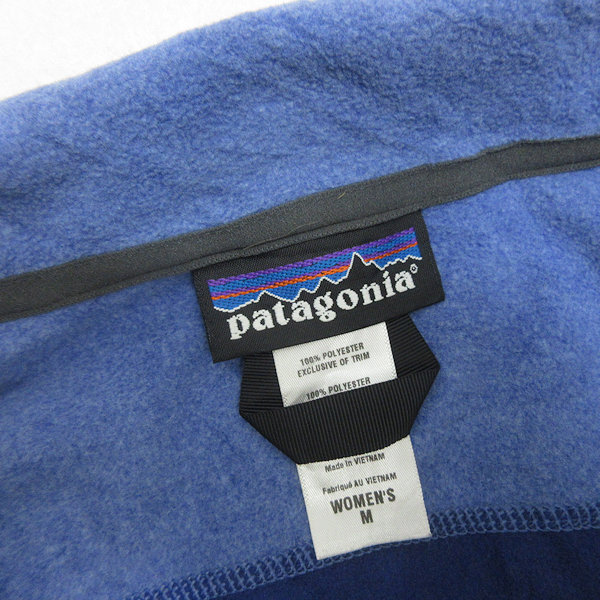 patagonia®
100% POLYESTER
EXCLUSIVE OF TRIM
100% POLYESTER
Made In VIETNAM
Fabriqué AU VIETNAM
WOMEN'S
M